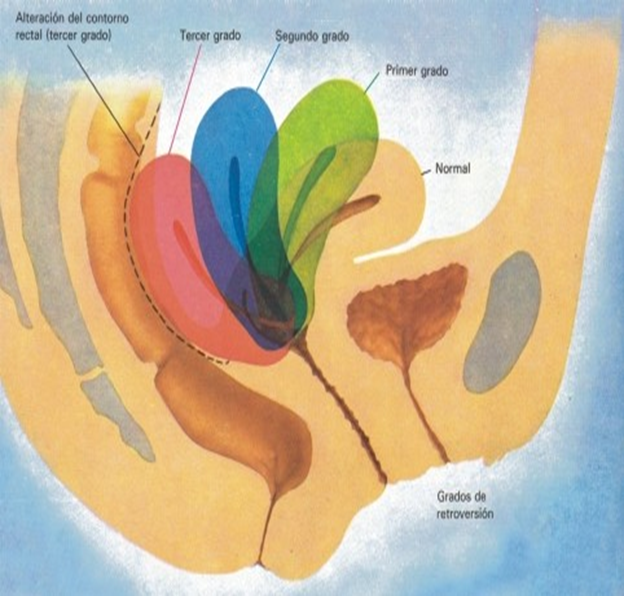 Alteración del contorno
rectal (tercer grado)
Tercer grado
Segundo grado
Primer grado
Normal
Grados de
retroversión